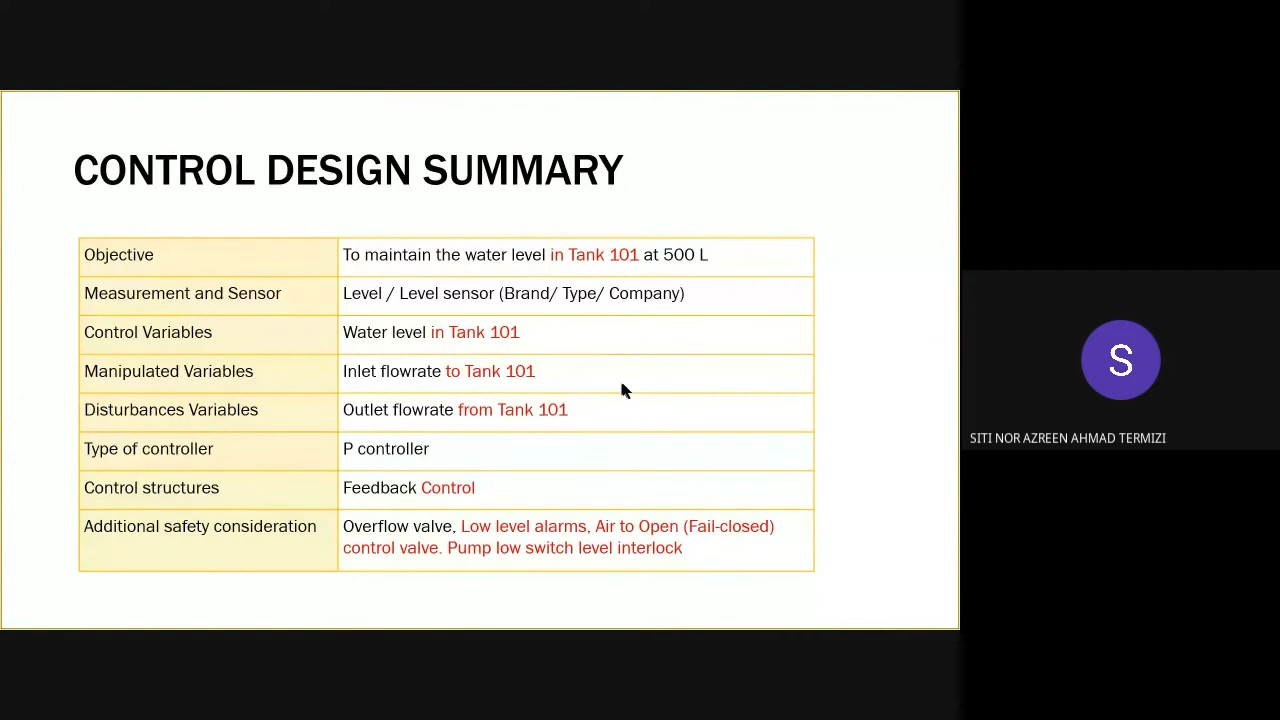 CONTROL DESIGN SUMMARY
Objective
To maintain the water level in Tank 101 at 500 L
Measurement and Sensor
Level / Level sensor (Brand/ Type/ Company)
Control Variables
Water level in Tank 101
Manipulated Variables
Inlet flowrate to Tank 101
Disturbances Variables
Outlet flowrate from Tank 101
Type of controller
P controller
Control structures
Feedback Control
Additional safety consideration
Overflow valve, Low level alarms, Air to Open (Fail-closed)
control valve. Pump low switch level interlock
S
SITI NOR AZREEN AHMAD TERMIZI